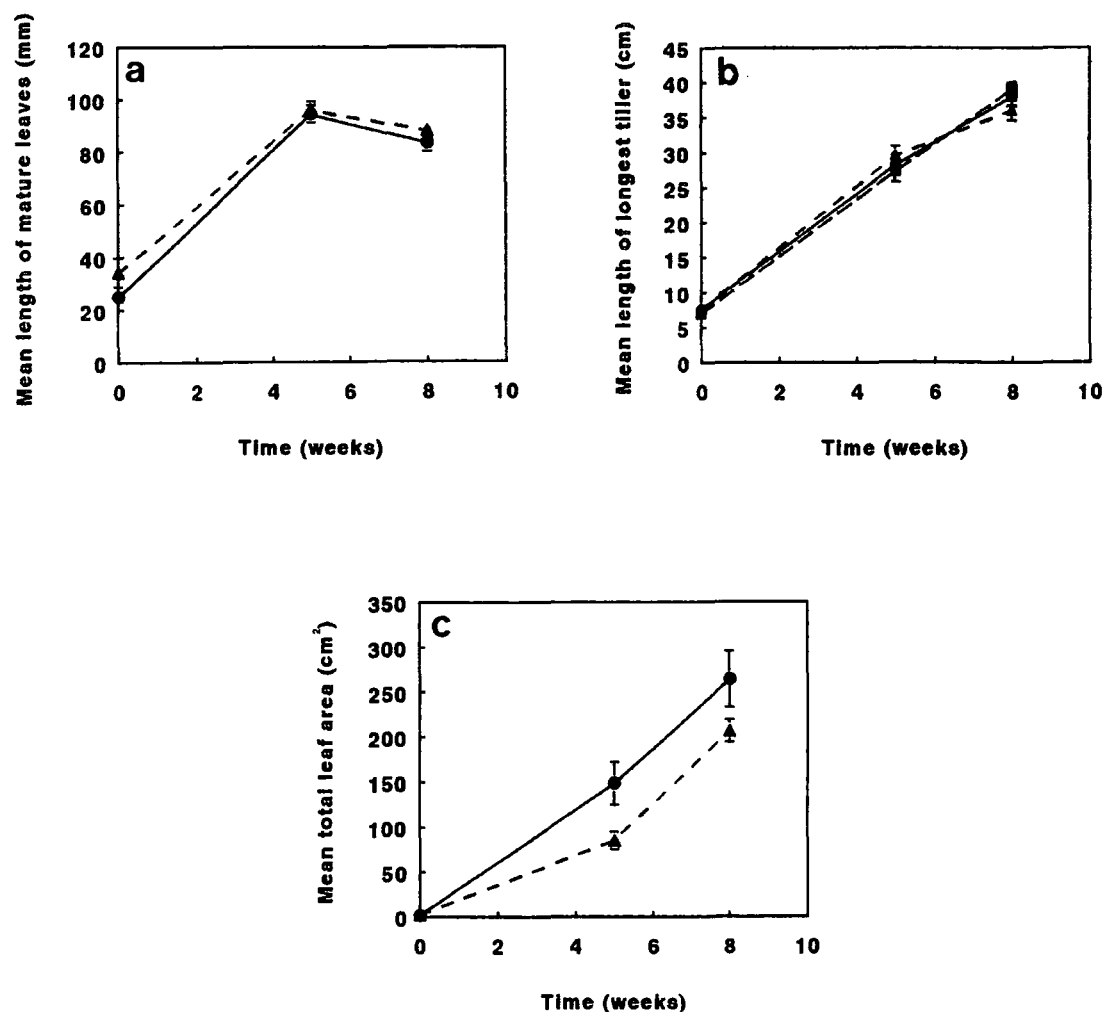 a
Mean length of mature leaves (mm)
120
100
80
60
40
20
0
0 2 4 6 8 10
Time (weeks)
b
Mean length of longest tiller (cm)
45
40
35
30
25
20
15
10
5
0
0 2 4 6 8 10
Time (weeks)
c
Mean total leaf area (cm²)
350
300
250
200
150
100
50
0
0 2 4 6 8 10
Time (weeks)